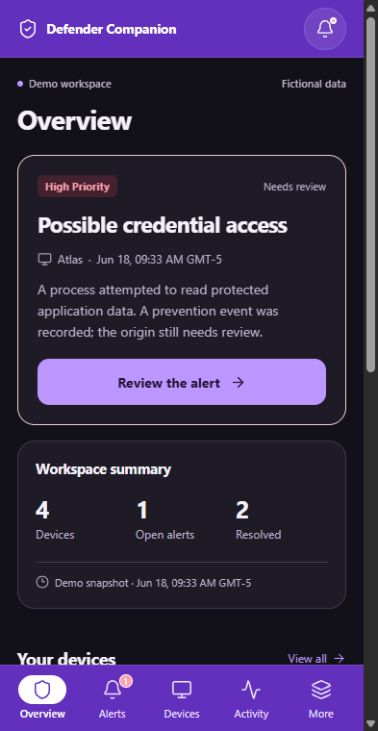 Defender Companion
Demo workspace
Fictional data
Overview
High Priority
Needs review
Possible credential access
Atlas · Jun 18, 09:33 AM GMT-5
A process attempted to read protected
application data. A prevention event was
recorded; the origin still needs review.
Review the alert
Workspace summary
4
Devices
1
Open alerts
2
Resolved
Demo snapshot · Jun 18, 09:33 AM GMT-5
Your devices
View all
1
Overview
Alerts
Devices
Activity
More